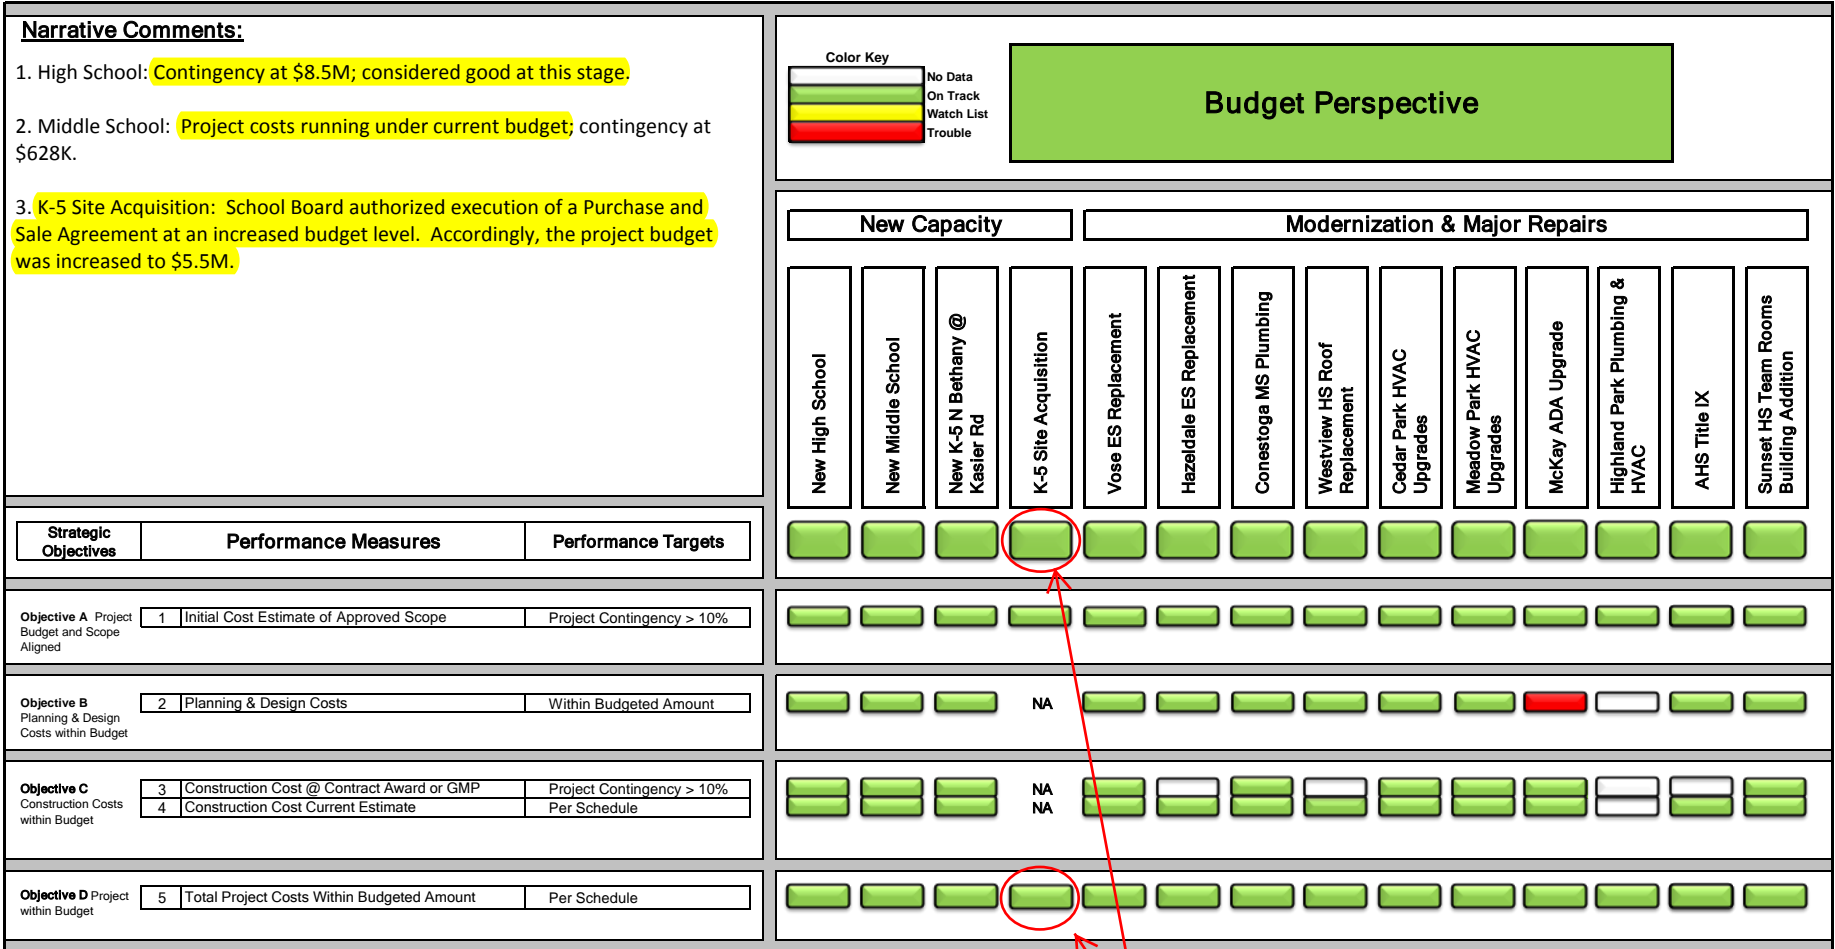 Narrative Comments:
1. High School: Contingency at $8.5M; considered good at this stage.
2. Middle School:  Project costs running under current budget; contingency at
$628K.
3. K-5 Site Acquisition:  School Board authorized execution of a Purchase and
Sale Agreement at an increased budget level.  Accordingly, the project budget
was increased to $5.5M.
Color Key
No Data
On Track
Watch List
Trouble
Budget Perspective
New Capacity
Modernization & Major Repairs
New High School
New Middle School
New K-5 N Bethany @
Kasier Rd
K-5 Site Acquisition
Vose ES Replacement
Hazeldale ES Replacement
Conestoga MS Plumbing
Westview HS Roof
Replacement
Cedar Park HVAC
Upgrades
Meadow Park HVAC
Upgrades
McKay ADA Upgrade
Highland Park Plumbing &
HVAC
AHS Title IX
Sunset HS Team Rooms
Building Addition
Strategic
Objectives
Performance Measures
Performance Targets
Objective A Project
Budget and Scope
Aligned
1 Initial Cost Estimate of Approved Scope Project Contingency > 10%
Objective B
Planning & Design
Costs within Budget
2 Planning & Design Costs Within Budgeted Amount
NA
Objective C
Construction Costs
within Budget
3 Construction Cost @ Contract Award or GMP Project Contingency > 10%
4 Construction Cost Current Estimate Per Schedule
NA
NA
Objective D Project
within Budget
5 Total Project Costs Within Budgeted Amount Per Schedule